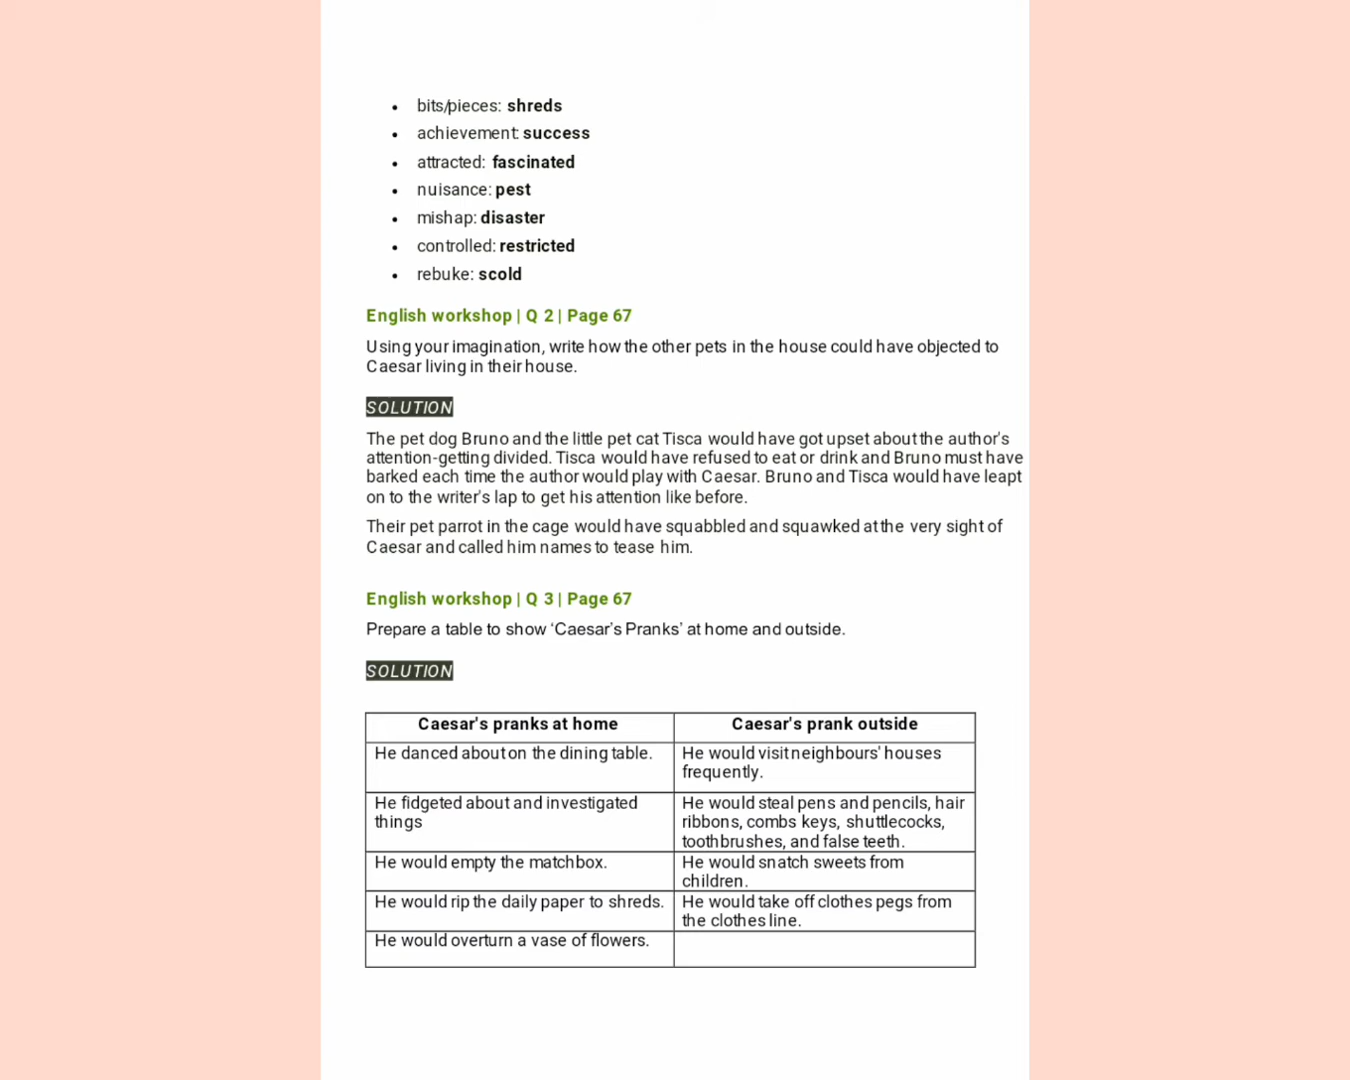 • bits/pieces: shreds
• achievement: success
• attracted: fascinated
• nuisance: pest
• mishap: disaster
• controlled: restricted
• rebuke: scold
English workshop | Q 2 | Page 67
Using your imagination, write how the other pets in the house could have objected to
Caesar living in their house.
SOLUTION
The pet dog Bruno and the little pet cat Tisca would have got upset about the author's
attention-getting divided. Tisca would have refused to eat or drink and Bruno must have
barked each time the author would play with Caesar. Bruno and Tisca would have leapt
on to the writer's lap to get his attention like before.
Their pet parrot in the cage would have squabbled and squawked at the very sight of
Caesar and called him names to tease him.
English workshop | Q 3 | Page 67
Prepare a table to show ‘Caesar’s Pranks’ at home and outside.
SOLUTION
Caesar's pranks at home
Caesar's prank outside
He danced about on the dining table.
He would visit neighbours' houses
frequently.
He fidgeted about and investigated
things
He would steal pens and pencils, hair
ribbons, combs keys, shuttlecocks,
toothbrushes, and false teeth.
He would empty the matchbox.
He would snatch sweets from
children.
He would rip the daily paper to shreds.
He would take off clothes pegs from
the clothes line.
He would overturn a vase of flowers.